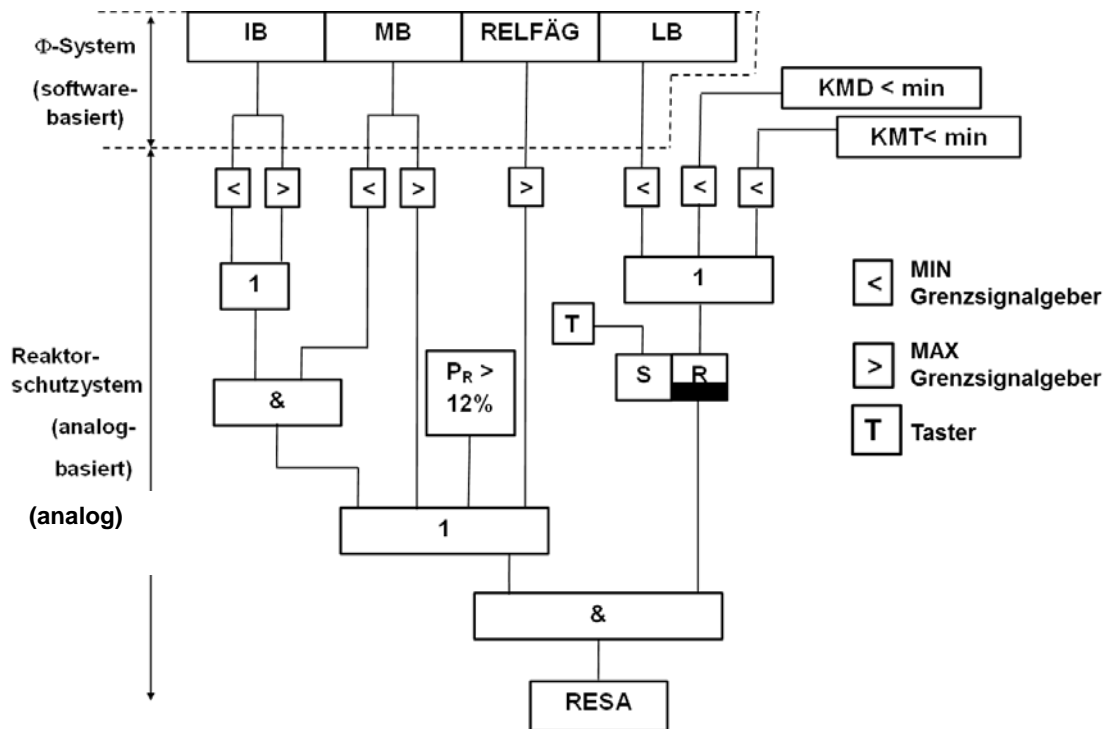 IB MB RELFÄG LB
Φ-System
(software-
basiert)
KMD < min
KMT< min
< > < > > < < <
1
1
<
MIN
Grenzsignalgeber
T
Reaktor-
schutzystem
(analog-
basiert)
(analog)
P_R >
12%
S R
>
MAX
Grenzsignalgeber
&
T Taster
1
&
RESA